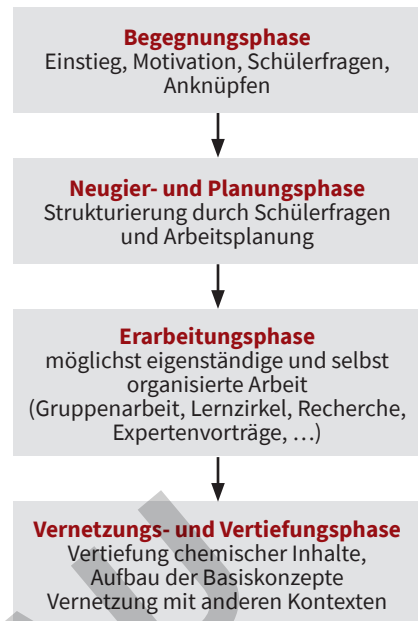 Begegnungsphase
Einstieg, Motivation, Schülerfragen,
Anknüpfen
Neugier- und Planungsphase
Strukturierung durch Schülerfragen
und Arbeitsplanung
Erarbeitungsphase
möglichst eigenständige und selbst
organisierte Arbeit
(Gruppenarbeit, Lernzirkel, Recherche,
Expertenvorträge, …)
Vernetzungs- und Vertiefungsphase
Vertiefung chemischer Inhalte,
Aufbau der Basiskonzepte
Vernetzung mit anderen Kontexten